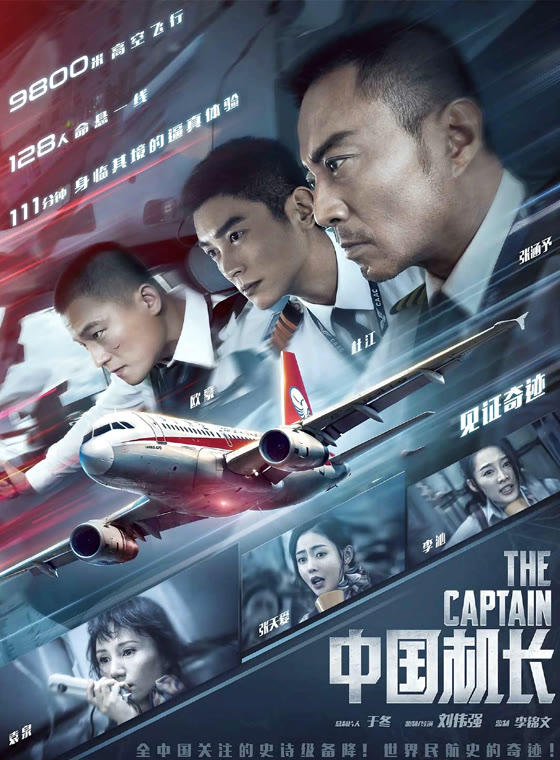 9800米高空飞行
128人命悬一线
111分钟身临其境的逼真体验
张涵予
杜江
欧豪
见证奇迹
李沁
张天爱
袁泉
THE
CAPTAIN
中国机长
总制片人 于冬 监制/导演 刘伟强 监制 李锦文
全中国关注的史诗级备降！世界民航史的奇迹！